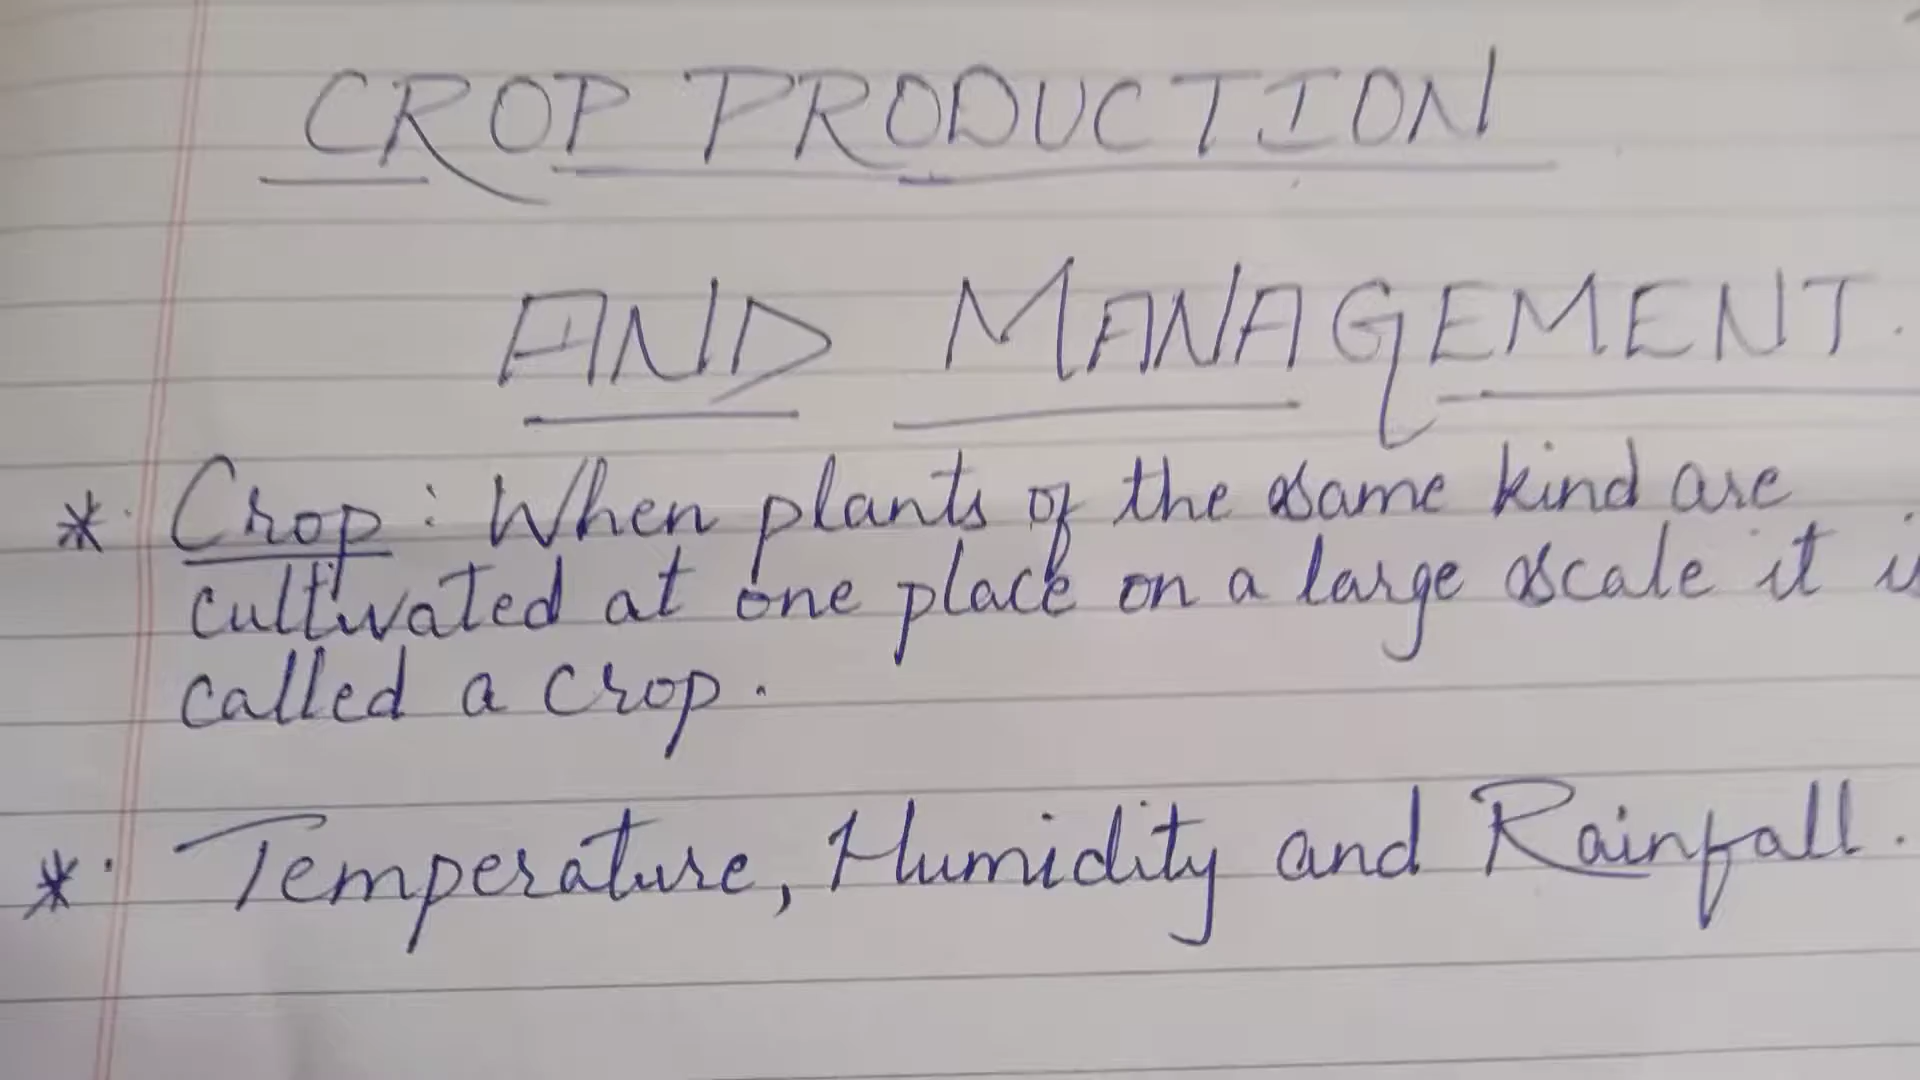 CROP PRODUCTION
AND MANAGEMENT.
* Crop : When plants of the same kind are
cultivated at one place on a large scale it is
called a crop.
* Temperature, Humidity and Rainfall.